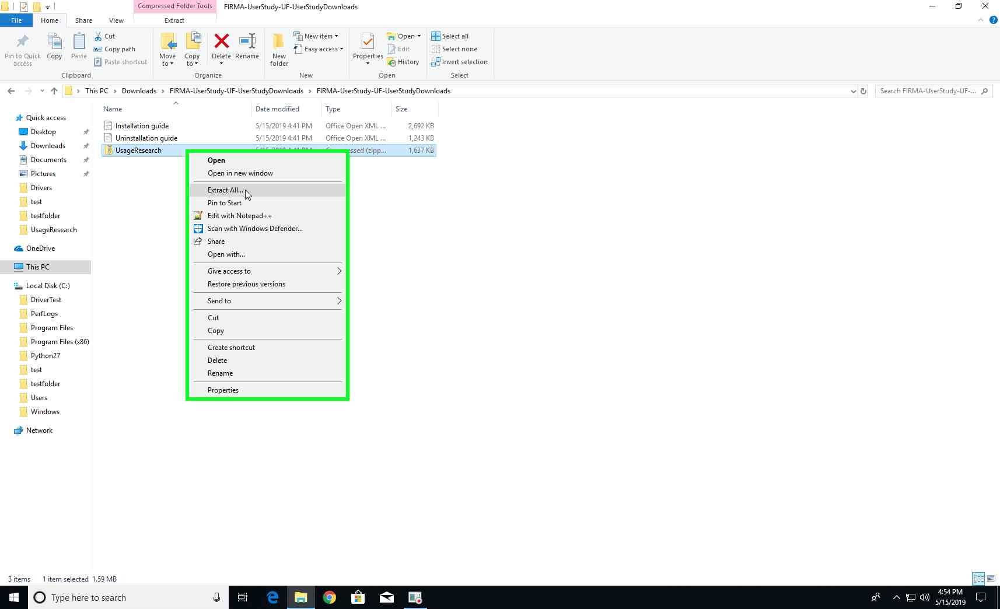 Compressed Folder Tools
FIRMA-UserStudy-UF-UserStudyDownloads
File Home Share View Extract
Pin to Quick access
Copy
Paste
Cut
Copy path
Paste shortcut
Clipboard
Move to
Copy to
Delete
Rename
Organize
New folder
New item
Easy access
New
Properties
Open
Edit
History
Open
Select all
Select none
Invert selection
Select
This PC > Downloads > FIRMA-UserStudy-UF-UserStudyDownloads > FIRMA-UserStudy-UF-UserStudyDownloads
Search FIRMA-UserStudy-UF-...
Name Date modified Type Size
Installation guide 5/15/2019 4:41 PM Office Open XML ... 2,692 KB
Uninstallation guide 5/15/2019 4:41 PM Office Open XML ... 1,243 KB
UsageResearch (zipp... 1,637 KB
Quick access
Desktop
Downloads
Documents
Pictures
Drivers
test
testfolder
UsageResearch
OneDrive
This PC
Local Disk (C:)
DriverTest
PerfLogs
Program Files
Program Files (x86)
Python27
test
testfolder
Users
Windows
Network
Open
Open in new window
Extract All...
Pin to Start
Edit with Notepad++
Scan with Windows Defender...
Share
Open with...
Give access to
Restore previous versions
Send to
Cut
Copy
Create shortcut
Delete
Rename
Properties
3 items 1 item selected 1.59 MB
Type here to search
4:54 PM
5/15/2019